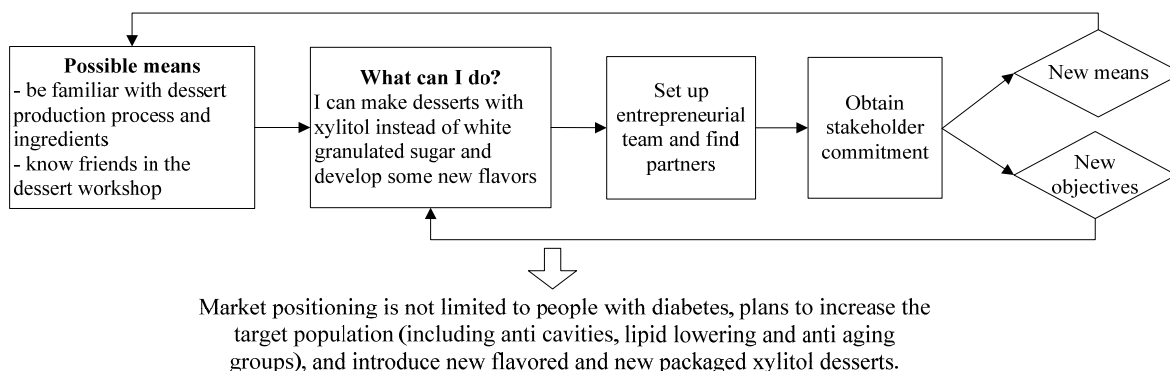 Possible means
- be familiar with dessert
production process and
ingredients
- know friends in the
dessert workshop
What can I do?
I can make desserts with
xylitol instead of white
granulated sugar and
develop some new flavors
Set up
entrepreneurial
team and find
partners
Obtain
stakeholder
commitment
New means
New
objectives
Market positioning is not limited to people with diabetes, plans to increase the
target population (including anti cavities, lipid lowering and anti aging
groups), and introduce new flavored and new packaged xylitol desserts.